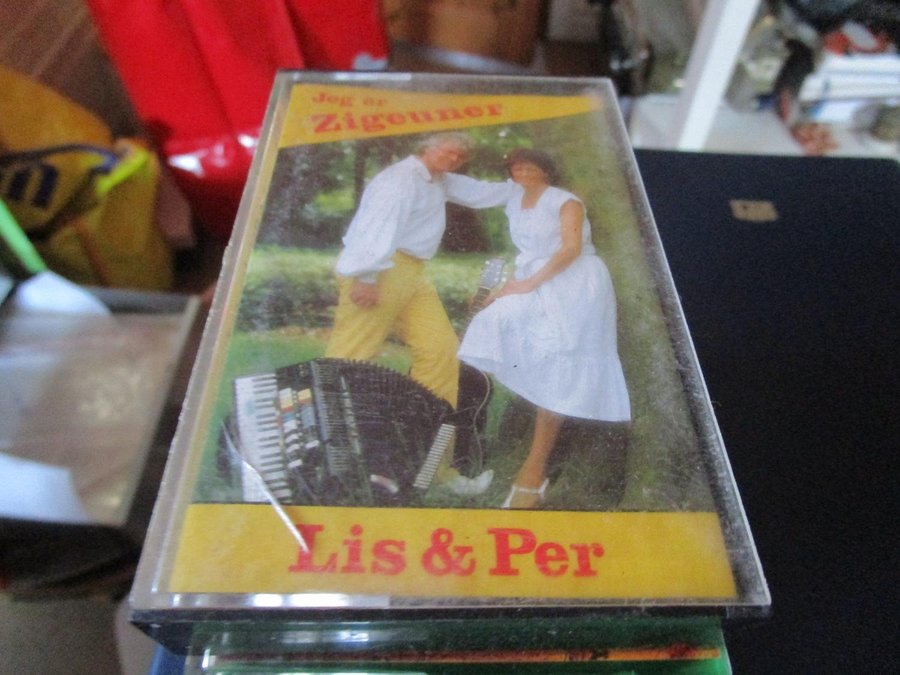 Jeg er
Zigeuner
Lis & Per